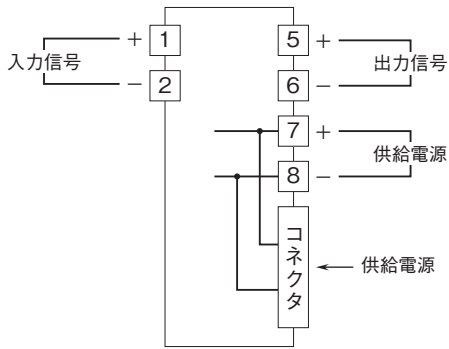 入力信号
+ 1
− 2
5 +
6 −
出力信号
7 +
8 −
供給電源
コネクタ
供給電源